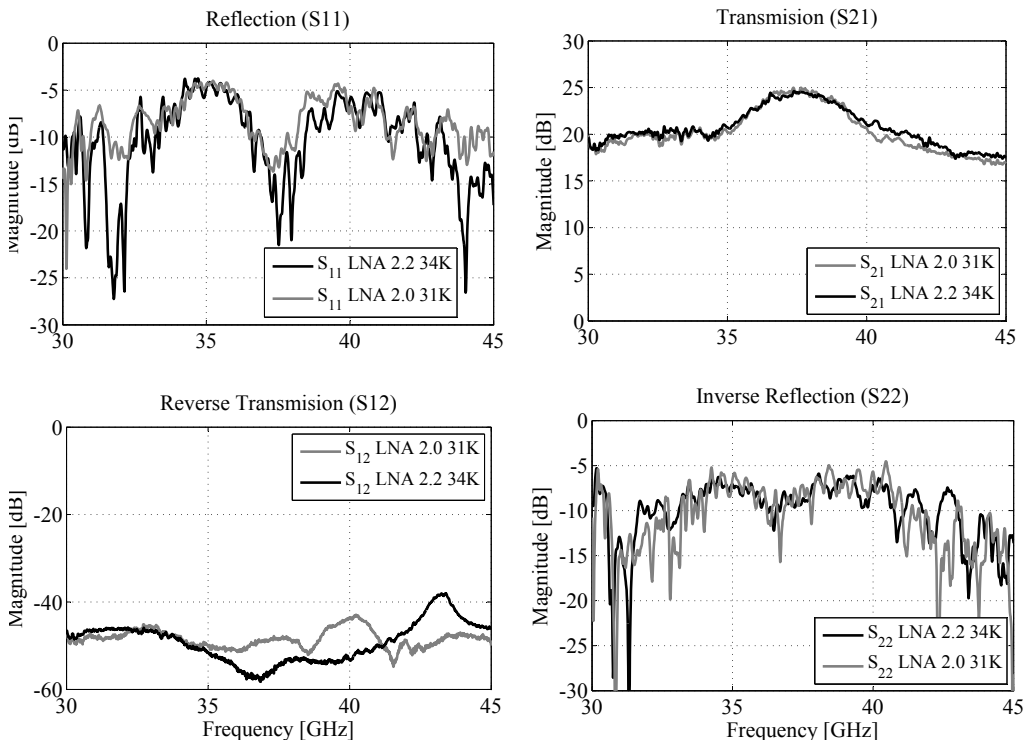 Reflection (S11)
0
-5
-10
-15
-20
-25
-30
Magnitude [dB]
30
35
40
45
S11 LNA 2.2 34K
S11 LNA 2.0 31K
Transmision (S21)
30
25
20
15
10
5
0
Magnitude [dB]
30
35
40
45
S21 LNA 2.0 31K
S21 LNA 2.2 34K
Reverse Transmision (S12)
0
-20
-40
-60
Magnitude [dB]
30
35
40
45
Frequency [GHz]
S12 LNA 2.0 31K
S12 LNA 2.2 34K
Inverse Reflection (S22)
0
-5
-10
-15
-20
-25
-30
Magnitude [dB]
30
35
40
45
Frequency [GHz]
S22 LNA 2.2 34K
S22 LNA 2.0 31K